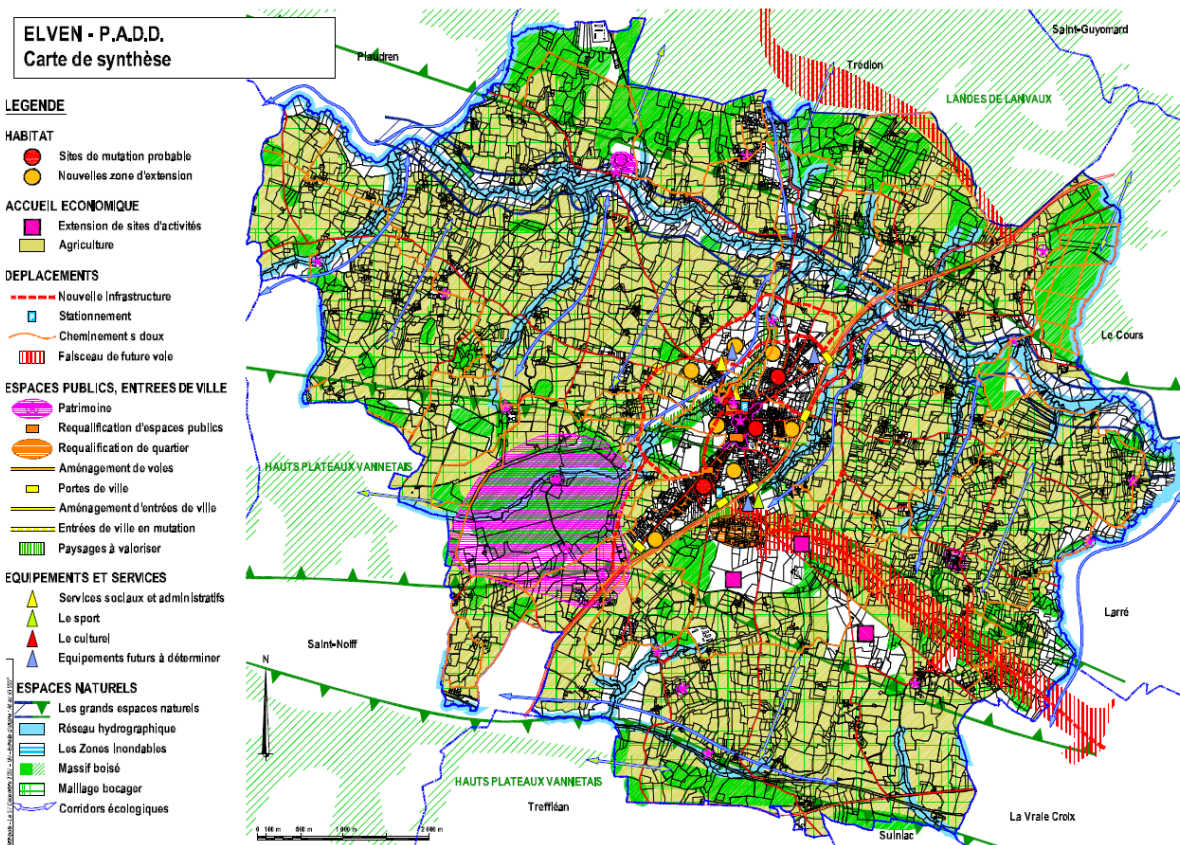 ELVEN - P.A.D.D.
Carte de synthèse
LEGENDE
HABITAT
Sites de mutation probable
Nouvelles zone d'extension
ACCUEIL ECONOMIQUE
Extension de sites d'activités
Agriculture
DEPLACEMENTS
Nouvelle Infrastructure
Stationnement
Cheminement s doux
Faisceau de future voie
ESPACES PUBLICS, ENTREES DE VILLE
Patrimoine
Requalification d'espaces publics
Requalification de quartier
Aménagement de voies
Portes de ville
Aménagement d'entrées de ville
Entrées de ville en mutation
Paysages à valoriser
EQUIPEMENTS ET SERVICES
Services sociaux et administratifs
Le sport
Le culturel
Equipements futurs à déterminer
ESPACES NATURELS
Les grands espaces naturels
Réseau hydrographique
Les Zones Inondables
Massif boisé
Maillage bocager
Corridors écologiques
Plaudren
Saint-Guyomard
Trédion
LANDES DE LANVAUX
Le Cours
HAUTS PLATEAUX VANNETAIS
Larré
Saint-Nolff
N
HAUTS PLATEAUX VANNETAIS
Treffléan
La Vraie Croix
Sulniac
0 100 m 500 m 1 000 m 2 000 m